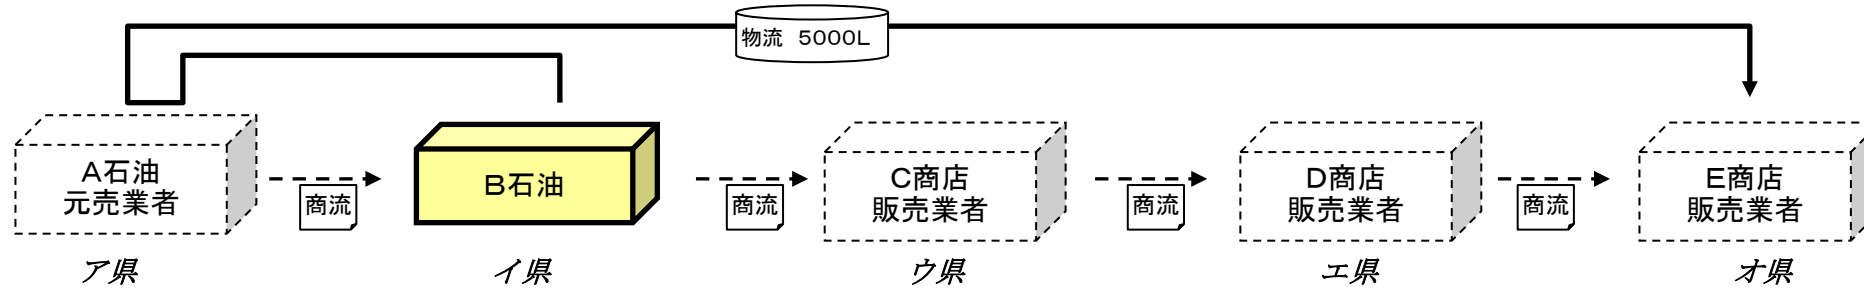 物流　5000L
A石油
元売業者
商流
B石油
商流
C商店
販売業者
商流
D商店
販売業者
商流
E商店
販売業者
ア県
イ県
ウ県
エ県
オ県